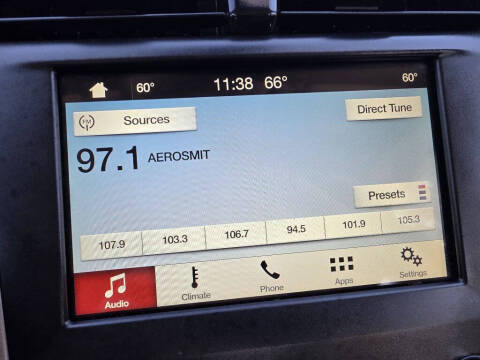 60° 11:38 66° 60°
FM Sources Direct Tune
97.1 AEROSMIT
Presets
107.9 103.3 106.7 94.5 101.9 105.3
Audio Climate Phone Apps Settings